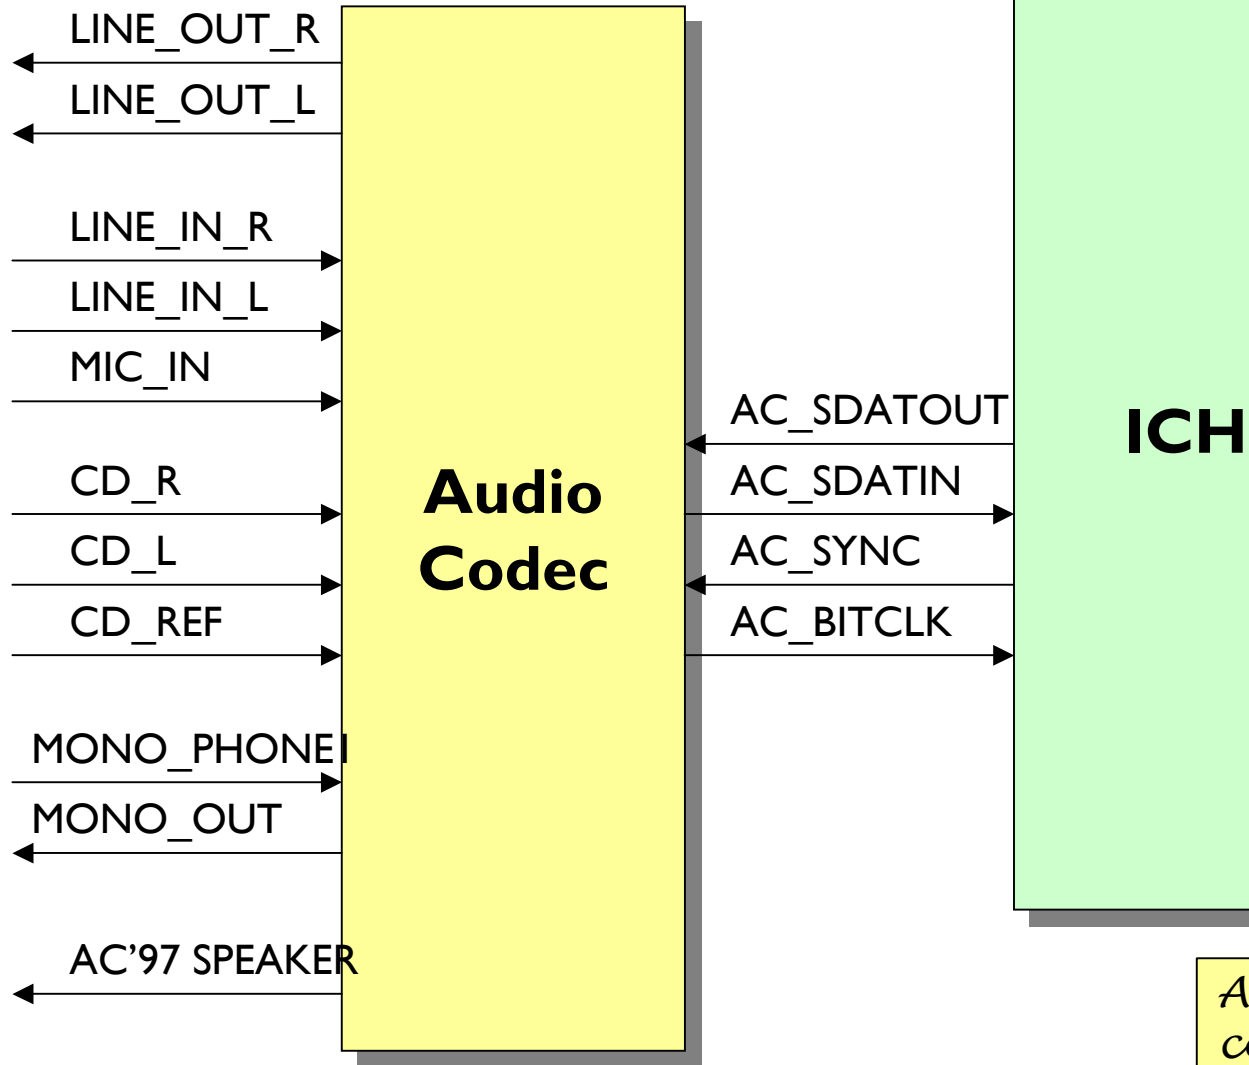 LINE_OUT_R
LINE_OUT_L
LINE_IN_R
LINE_IN_L
MIC_IN
CD_R
CD_L
CD_REF
MONO_PHONE1
MONO_OUT
AC'97 SPEAKER
Audio
Codec
AC_SDATOUT
AC_SDATIN
AC_SYNC
AC_BITCLK
ICH